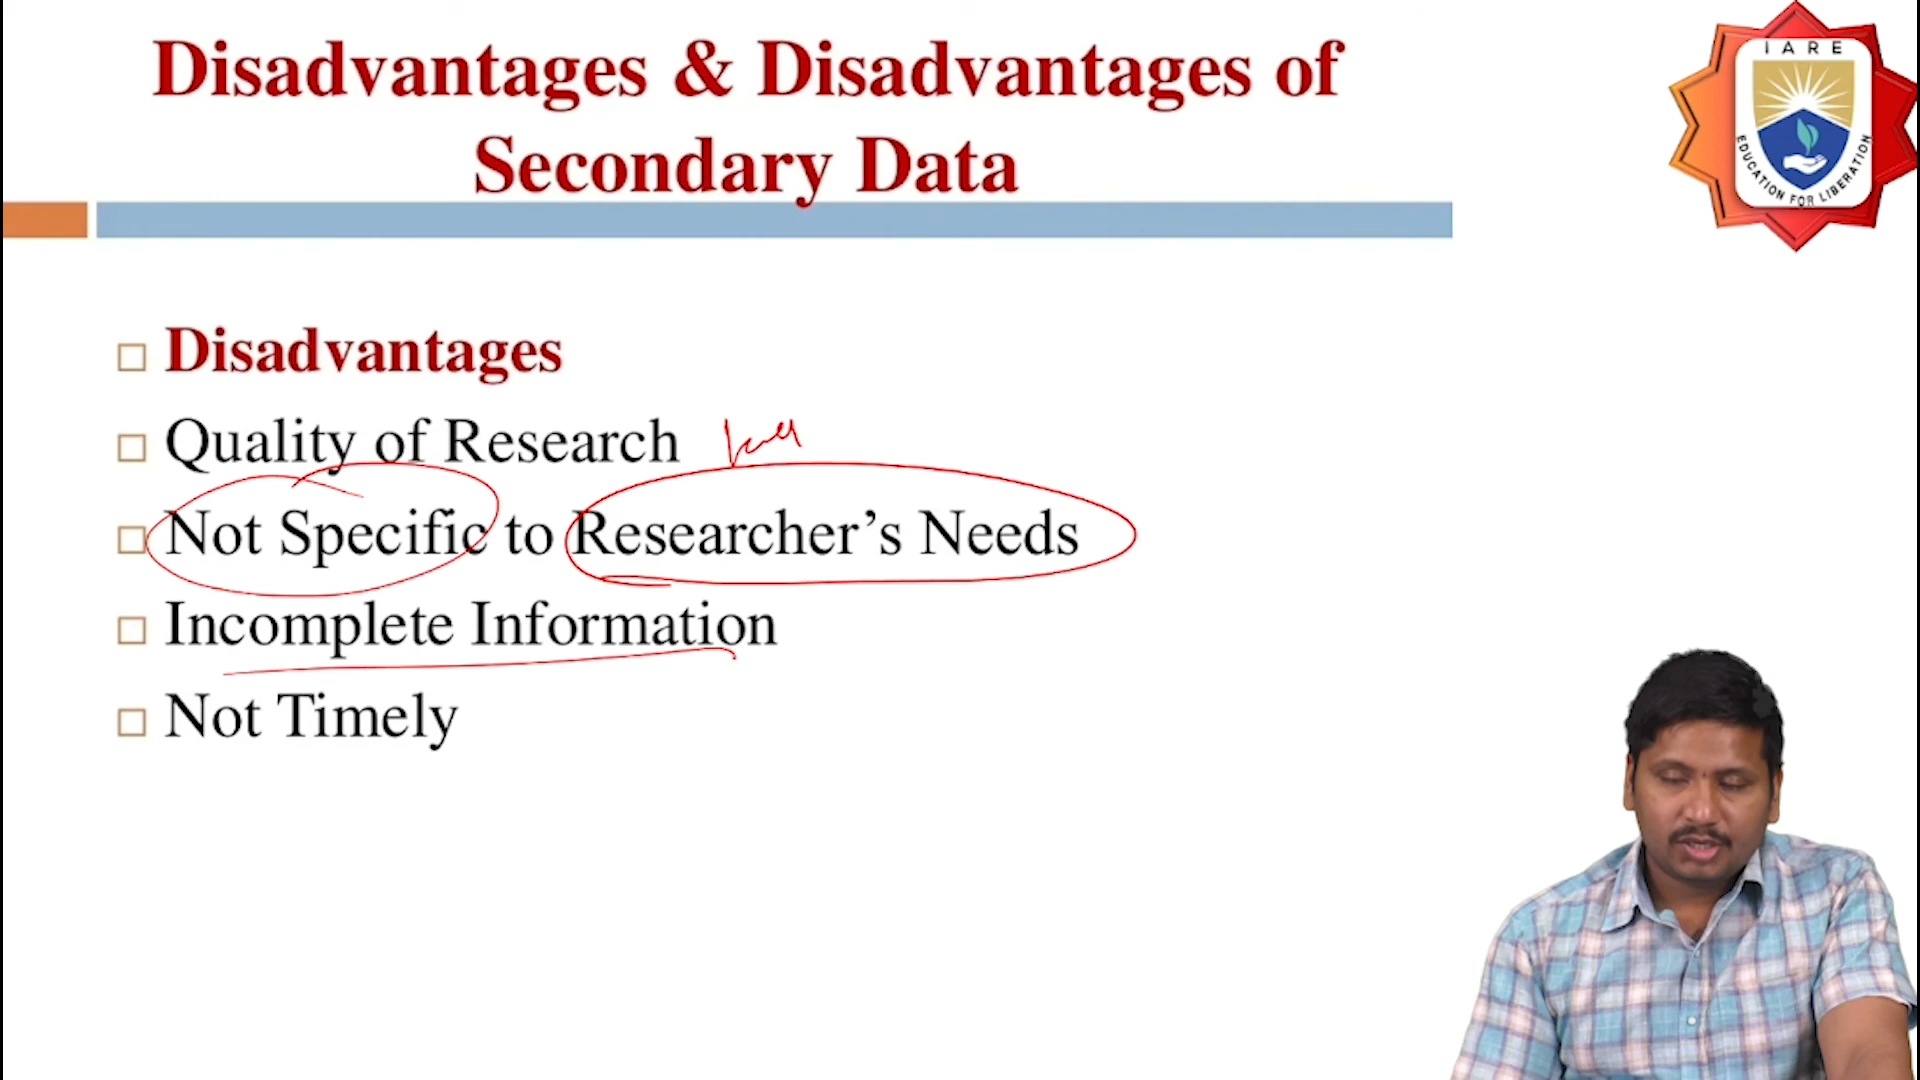 Disadvantages & Disadvantages of
Secondary Data
IARE
EDUCATION FOR LIBERATION
Disadvantages
Quality of Research
Not Specific to Researcher’s Needs
Incomplete Information
Not Timely